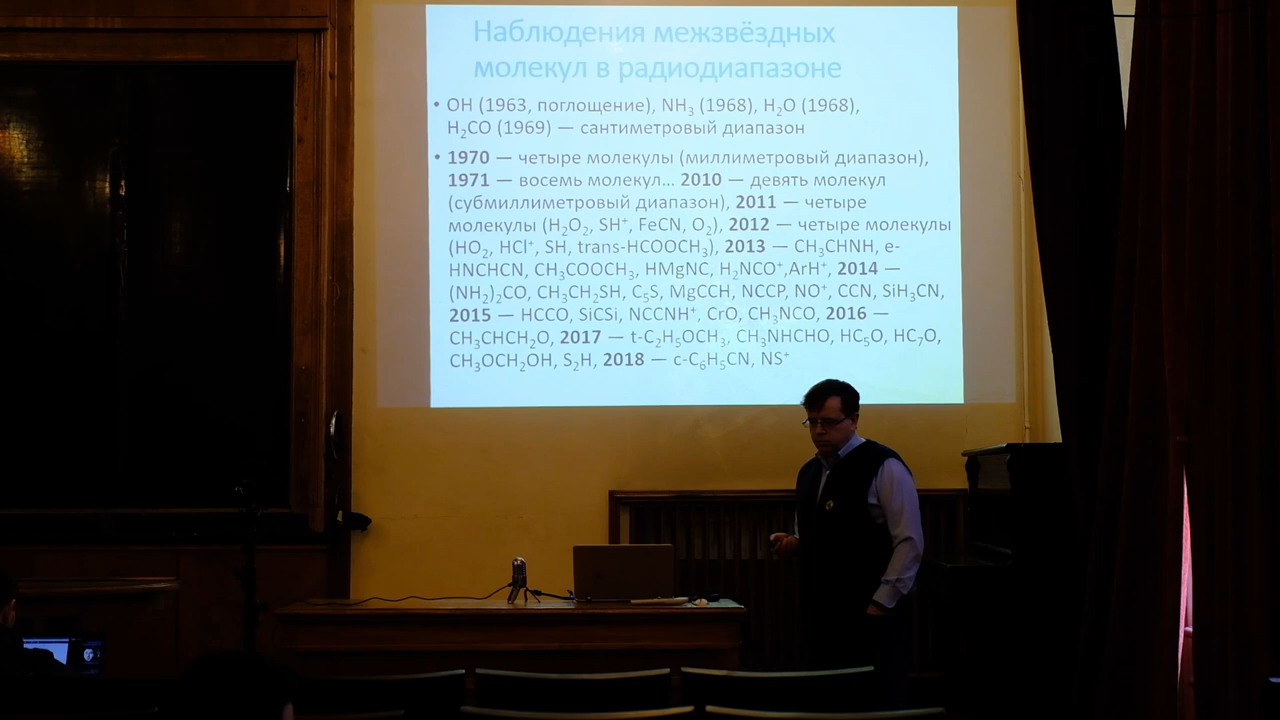 Наблюдения межзвёздных
молекул в радиодиапазоне
• OH (1963, поглощение), NH₃ (1968), H₂O (1968),
H₂CO (1969) — сантиметровый диапазон
• 1970 — четыре молекулы (миллиметровый диапазон),
1971 — восемь молекул... 2010 — девять молекул
(субмиллиметровый диапазон), 2011 — четыре
молекулы (H₂O₂, SH⁺, FeCN, O₂), 2012 — четыре молекулы
(HO₂, HCl⁺, SH, trans-HCOOCH₃), 2013 — CH₃CHNH, e-
HNCHCN, CH₃COOCH₃, HMgNC, H₂NCO⁺,ArH⁺, 2014 —
(NH₂)₂CO, CH₃CH₂SH, C₅S, MgCCH, NCCP, NO⁺, CCN, SiH₃CN,
2015 — HCCO, SiCSi, NCCNH⁺, CrO, CH₃NCO, 2016 —
CH₃CHCH₂O, 2017 — t-C₂H₅OCH₃, CH₃NHCHO, HC₅O, HC₇O,
CH₃OCH₂OH, S₂H, 2018 — c-C₆H₅CN, NS⁺